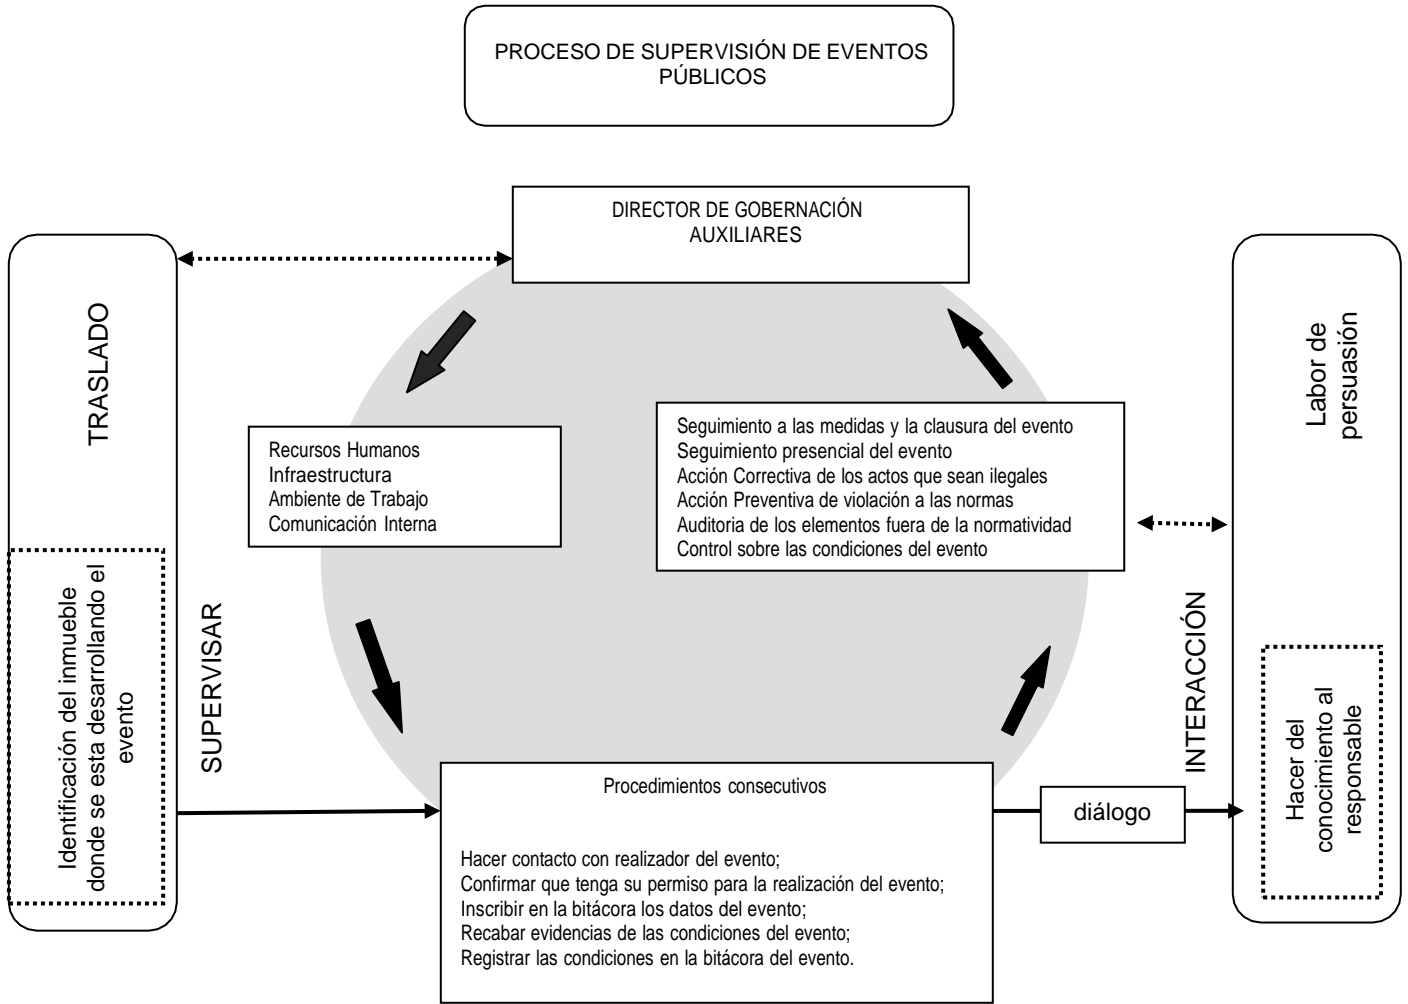 PROCESO DE SUPERVISIÓN DE EVENTOS
PÚBLICOS
DIRECTOR DE GOBERNACIÓN
AUXILIARES
TRASLADO
Identificación del inmueble
donde se esta desarrollando el
evento
SUPERVISAR
Recursos Humanos
Infraestructura
Ambiente de Trabajo
Comunicación Interna
Seguimiento a las medidas y la clausura del evento
Seguimiento presencial del evento
Acción Correctiva de los actos que sean ilegales
Acción Preventiva de violación a las normas
Auditoria de los elementos fuera de la normatividad
Control sobre las condiciones del evento
Procedimientos consecutivos
Hacer contacto con realizador del evento;
Confirmar que tenga su permiso para la realización del evento;
Inscribir en la bitácora los datos del evento;
Recabar evidencias de las condiciones del evento;
Registrar las condiciones en la bitácora del evento.
diálogo
INTERACCIÓN
Labor de
persuasión
Hacer del
conocimiento al
responsable